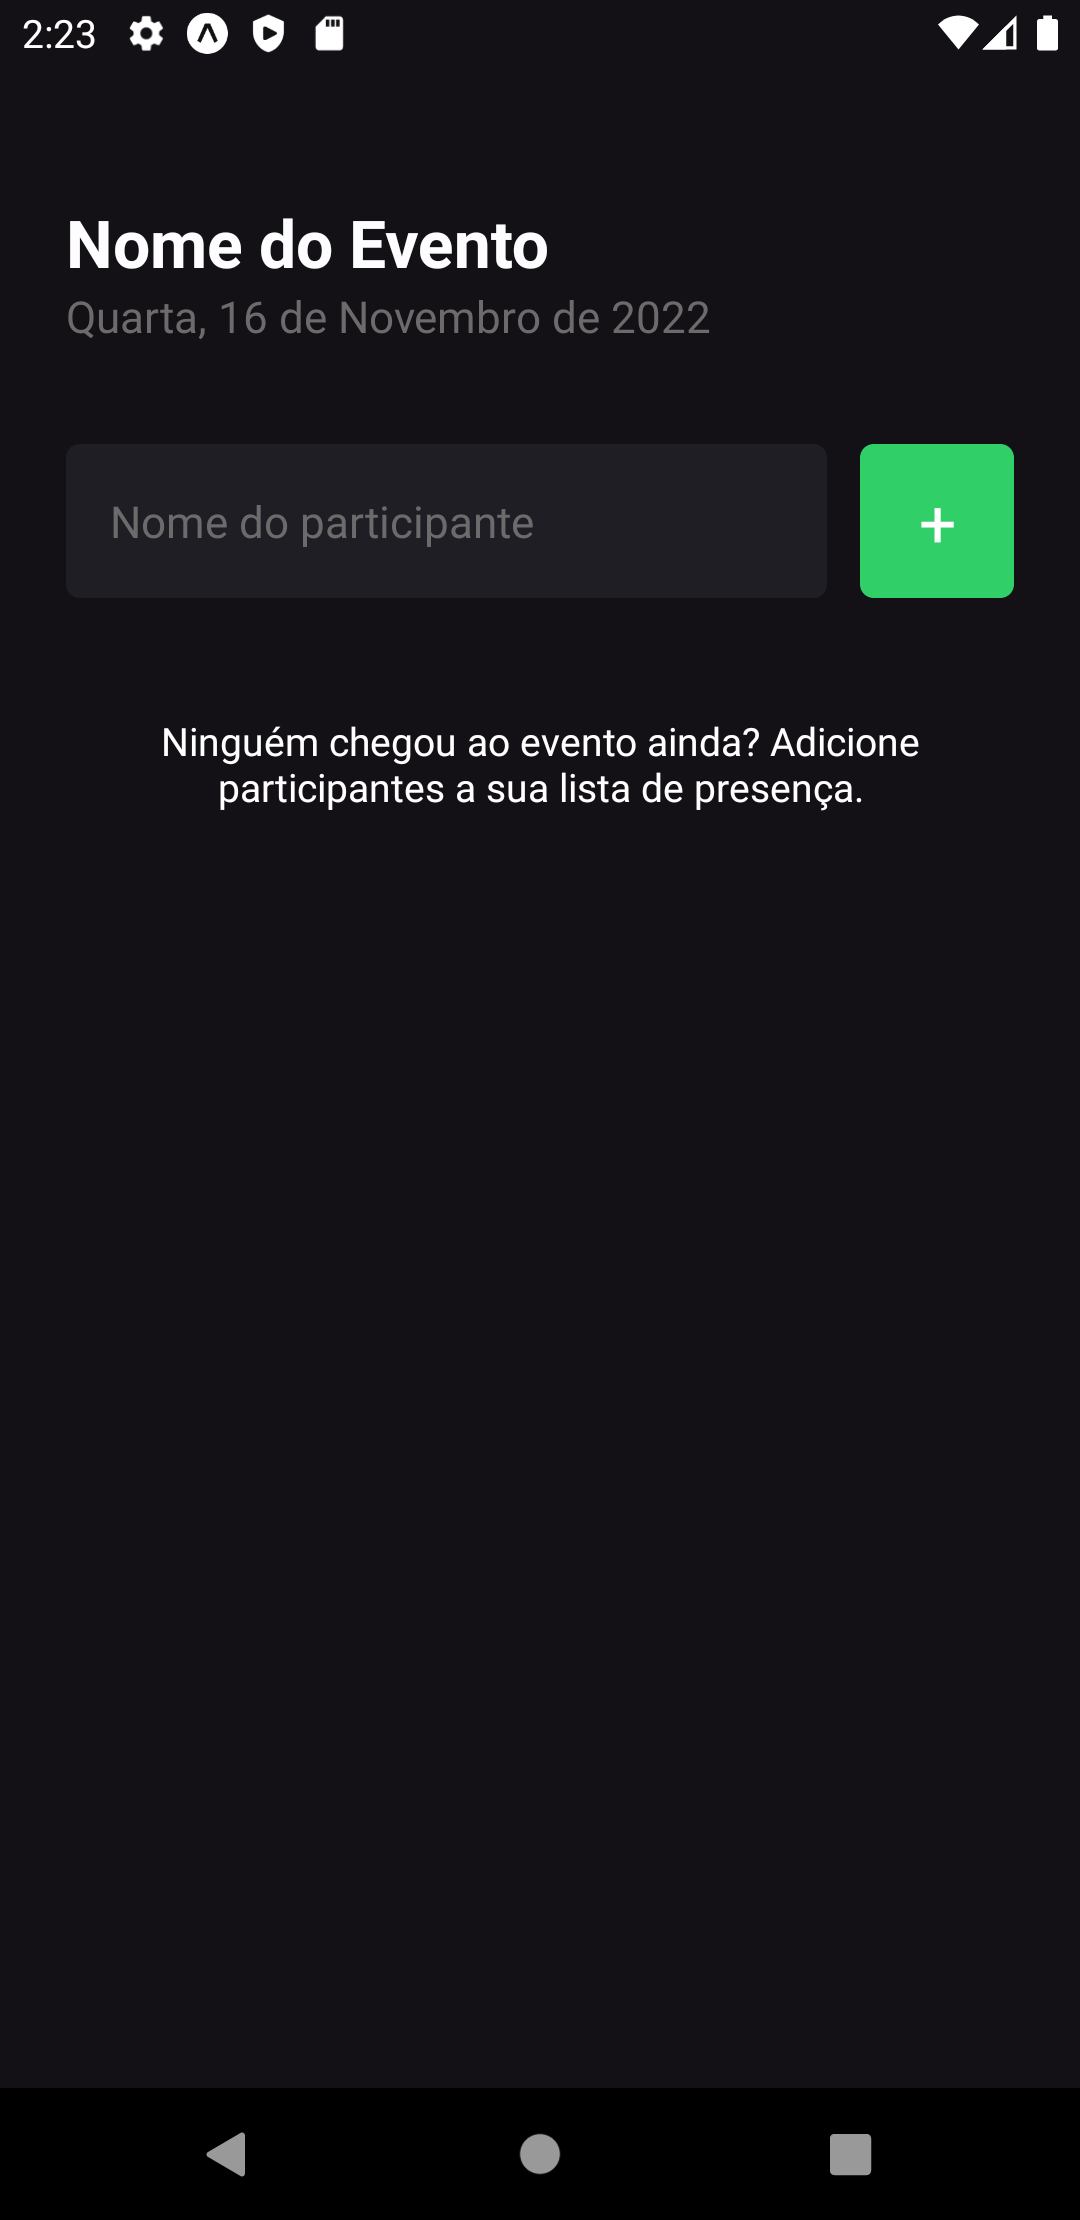 2:23
Nome do Evento
Quarta, 16 de Novembro de 2022
Nome do participante
+
Ninguém chegou ao evento ainda? Adicione
participantes a sua lista de presença.